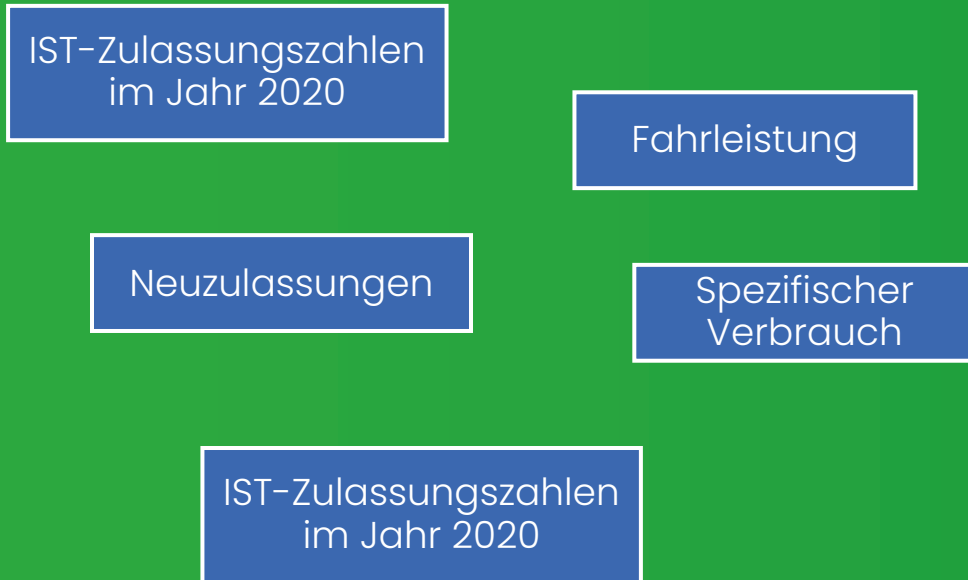 IST-Zulassungszahlen
im Jahr 2020
Fahrleistung
Neuzulassungen
Spezifischer
Verbrauch
IST-Zulassungszahlen
im Jahr 2020